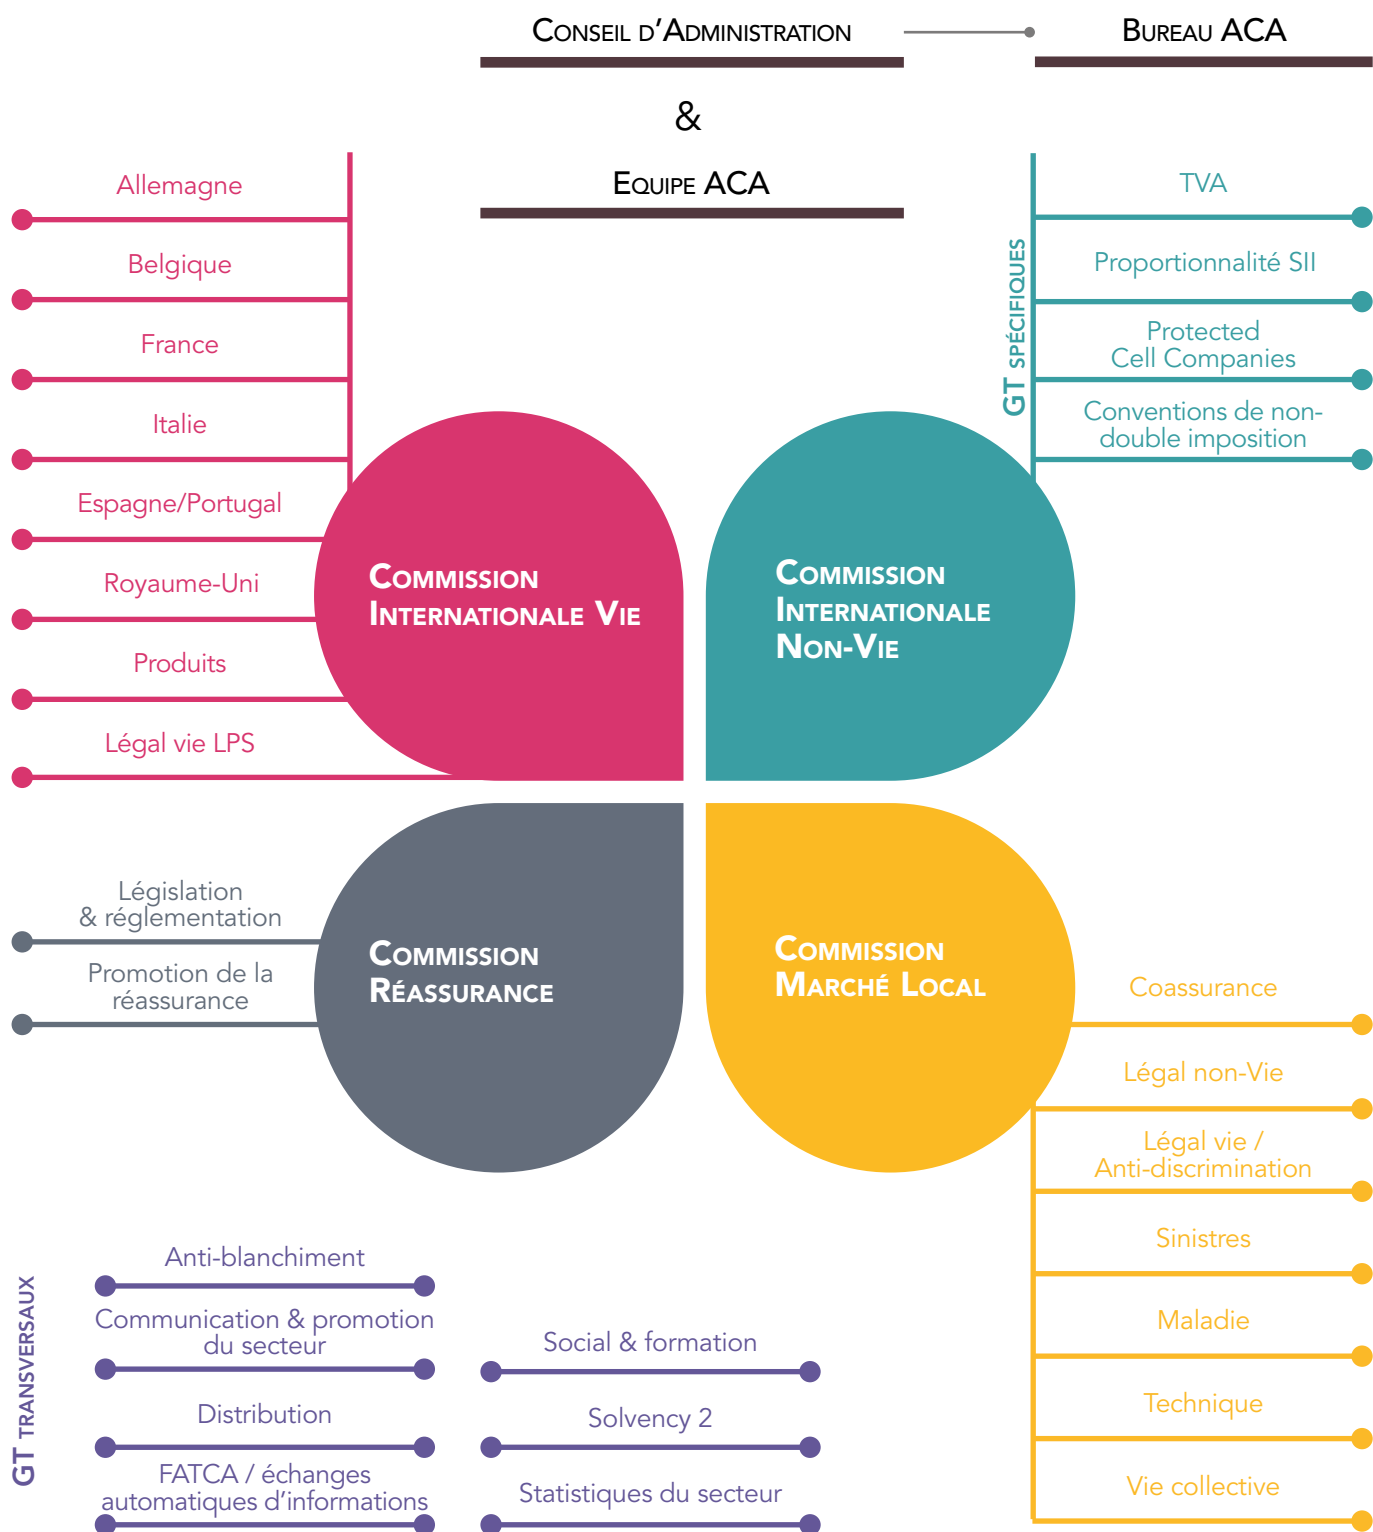 Conseil d'Administration
Bureau ACA
&
Equipe ACA
Allemagne
Belgique
France
Italie
Espagne/Portugal
Royaume-Uni
Produits
Légal vie LPS
Commission
Internationale Vie
GT spécifiques
TVA
Proportionnalité SII
Protected
Cell Companies
Conventions de non-
double imposition
Commission
Internationale
Non-Vie
Législation
& réglementation
Promotion de la
réassurance
Commission
Réassurance
Commission
Marché Local
Coassurance
Légal non-Vie
Légal vie /
Anti-discrimination
Sinistres
Maladie
Technique
Vie collective
GT transversaux
Anti-blanchiment
Communication & promotion
du secteur
Distribution
FATCA / échanges
automatiques d'informations
Social & formation
Solvency 2
Statistiques du secteur